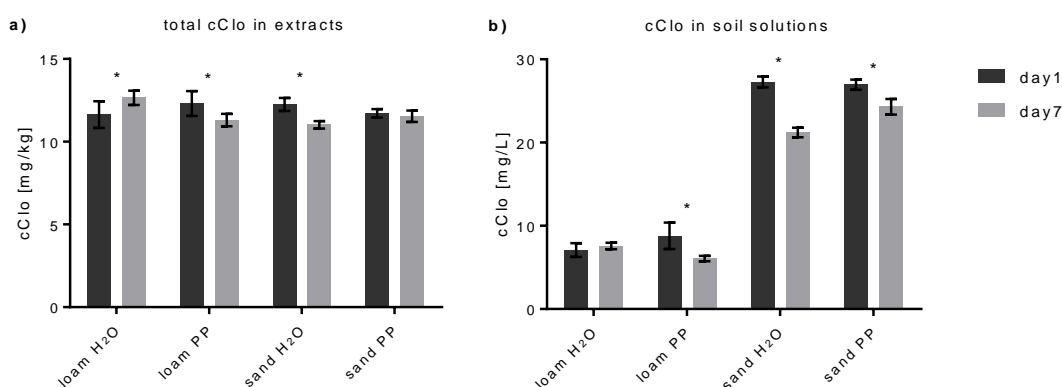 a) total cClo in extracts
cClo [mg/kg]
15
10
5
0
* * *
loam H₂O loam PP sand H₂O sand PP
b) cClo in soil solutions
cClo [mg/L]
30
20
10
0
* * *
loam H₂O loam PP sand H₂O sand PP
day1
day7